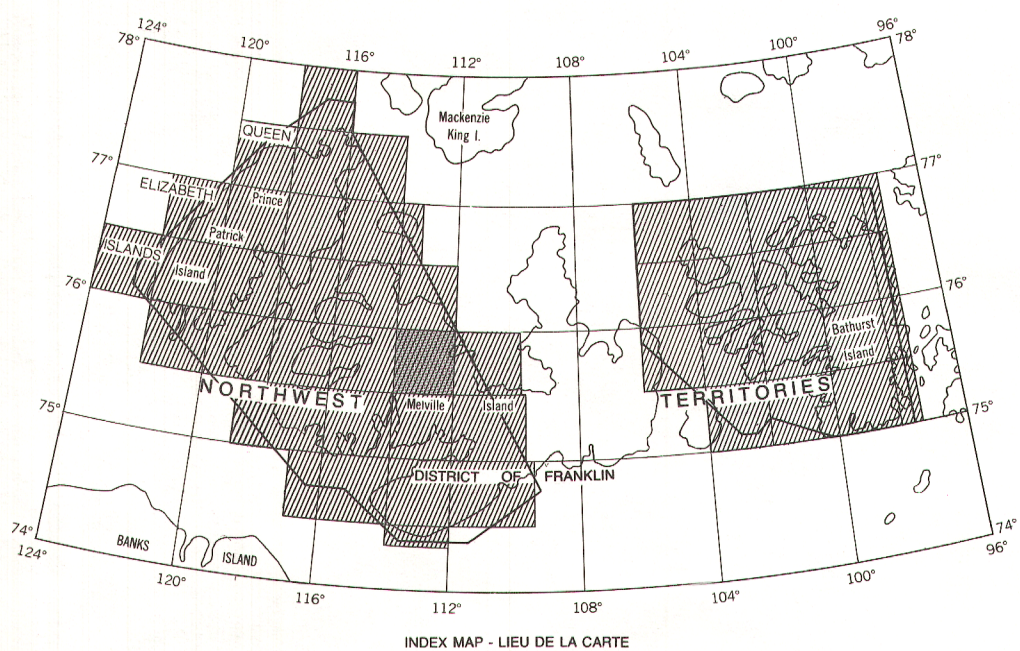 124°
78°
120°
116°
112°
108°
104°
100°
96°
78°
Mackenzie
King I.
QUEEN
77°
77°
ELIZABETH
Prince
Patrick
ISLANDS
Island
76°
76°
Bathurst
Island
NORTHWEST
TERRITORIES
Melville
Island
75°
75°
DISTRICT OF FRANKLIN
74°
124°
BANKS
ISLAND
120°
116°
112°
108°
104°
100°
74°
96°
INDEX MAP - LIEU DE LA CARTE